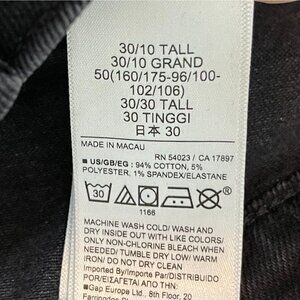 30/10 TALL
30/10 GRAND
50(160/175-96/100-
102/106)
30/30 TALL
30 TINGGI
日本 30
MADE IN MACAU
RN 54023 / CA 17897
■ US/GB/EG : 94% COTTON, 5%
POLYESTER, 1% SPANDEX/ELASTANE
30
1166
MACHINE WASH COLD/WASH AND
DRY INSIDE OUT WITH LIKE COLORS/
ONLY NON-CHLORINE BLEACH WHEN
NEEDED/ TUMBLE DRY LOW/ WARM
IRON/ DO NOT DRY CLEAN
Imported By/Importam/DISTRIBUIDO
POR/EIΣΑΓΕΤΑΙ ΑΠΟ:
■Gap Europe Ltd., 8th Floor, 20
Farringdon